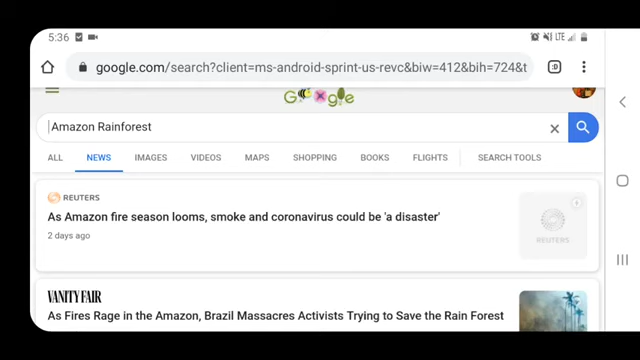 5:36 LTE
google.com/search?client=ms-android-sprint-us-revc&biw=412&bih=724&t
:D
Google
Amazon Rainforest
ALL NEWS IMAGES VIDEOS MAPS SHOPPING BOOKS FLIGHTS SEARCH TOOLS
REUTERS
As Amazon fire season looms, smoke and coronavirus could be 'a disaster'
2 days ago
REUTERS
VANITY FAIR
As Fires Rage in the Amazon, Brazil Massacres Activists Trying to Save the Rain Forest